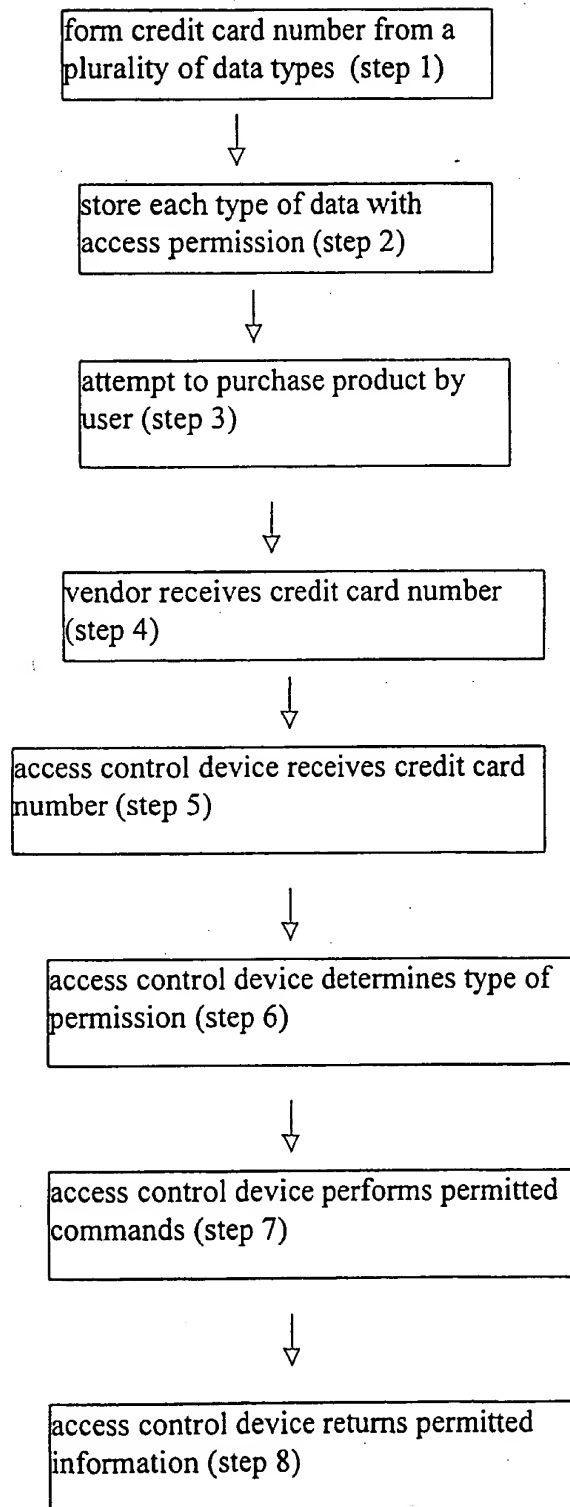 form credit card number from a
plurality of data types (step 1)
store each type of data with
access permission (step 2)
attempt to purchase product by
user (step 3)
vendor receives credit card number
(step 4)
access control device receives credit card
number (step 5)
access control device determines type of
permission (step 6)
access control device performs permitted
commands (step 7)
access control device returns permitted
information (step 8)